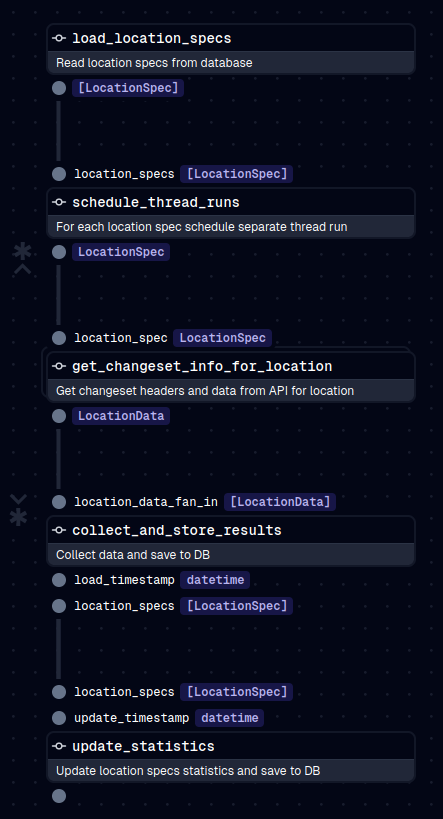 load_location_specs
Read location specs from database
[LocationSpec]
location_specs [LocationSpec]
schedule_thread_runs
For each location spec schedule separate thread run
LocationSpec
location_spec LocationSpec
get_changeset_info_for_location
Get changeset headers and data from API for location
LocationData
location_data_fan_in [LocationData]
collect_and_store_results
Collect data and save to DB
load_timestamp datetime
location_specs [LocationSpec]
location_specs [LocationSpec]
update_timestamp datetime
update_statistics
Update location specs statistics and save to DB